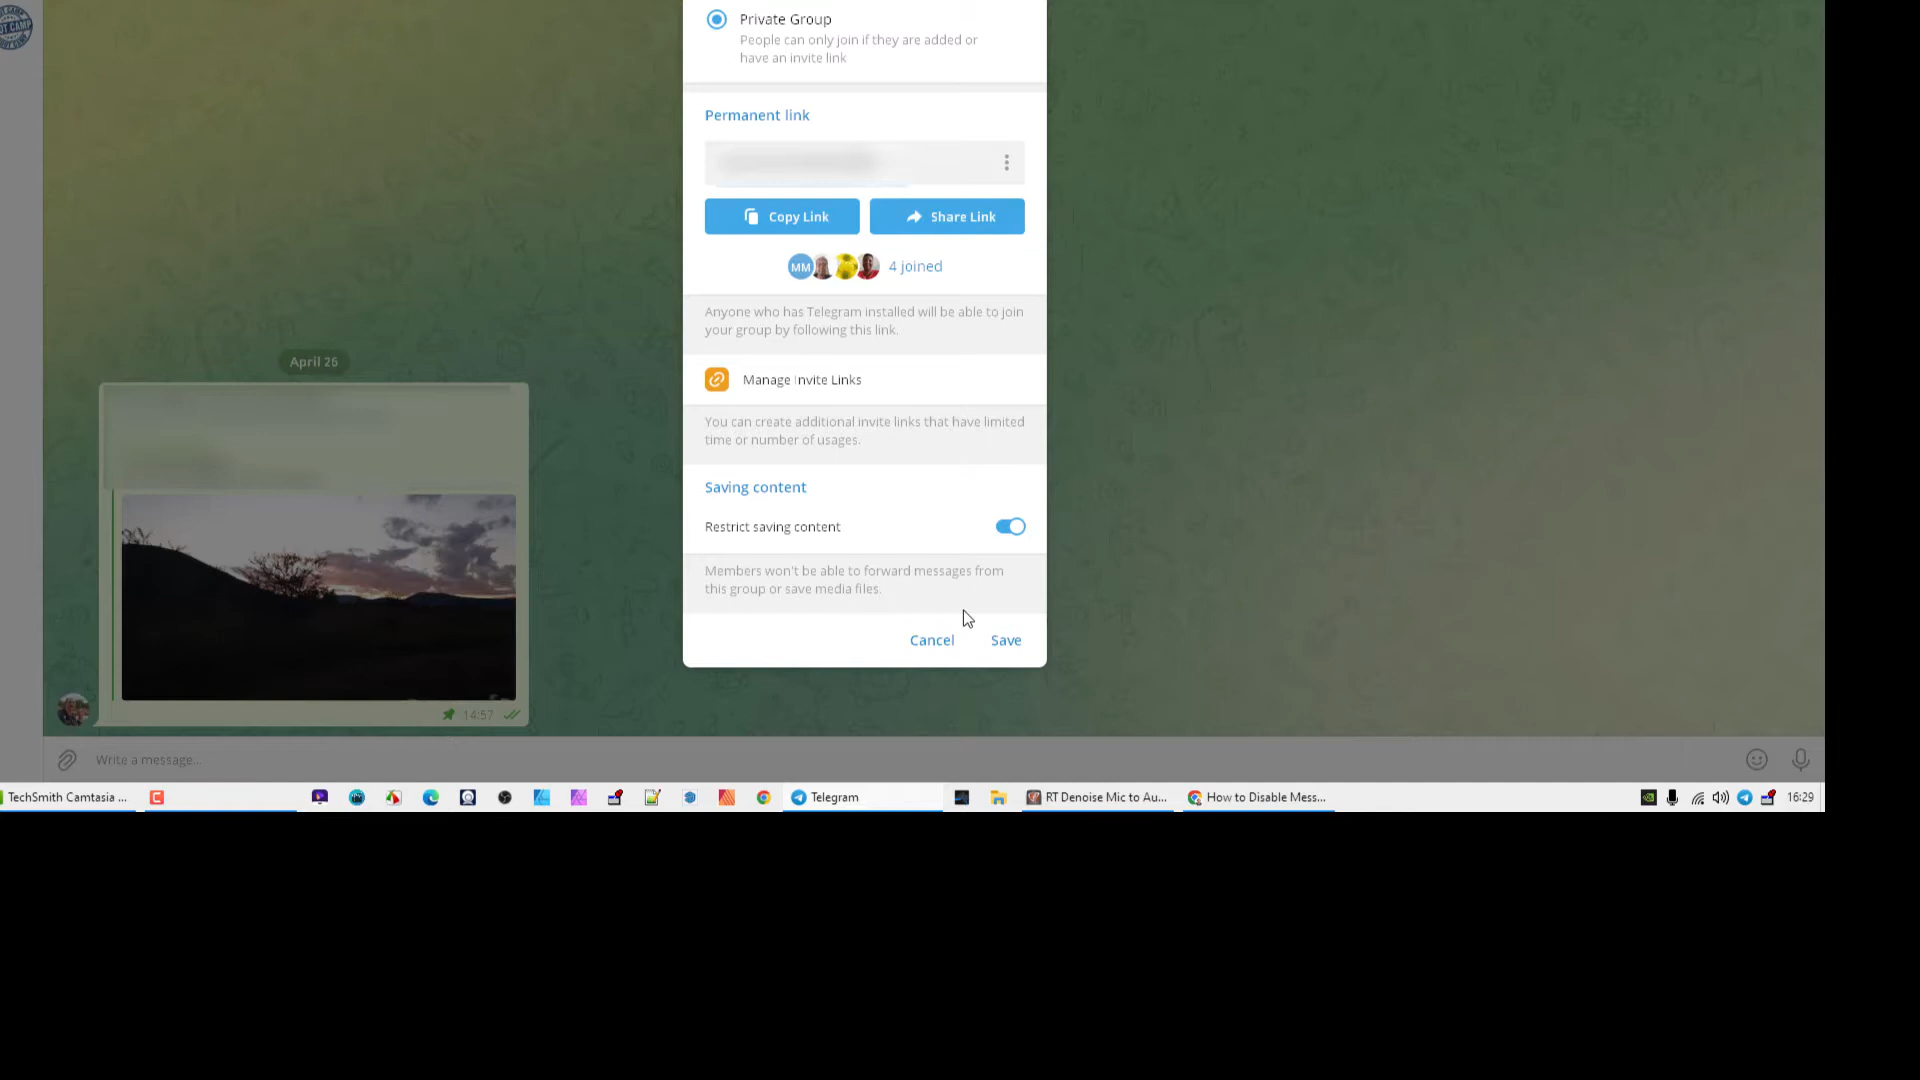 Private Group
People can only join if they are added or
have an invite link
Permanent link
Copy Link
Share Link
MM
4 joined
Anyone who has Telegram installed will be able to join
your group by following this link.
Manage Invite Links
You can create additional invite links that have limited
time or number of usages.
Saving content
Restrict saving content
Members won't be able to forward messages from
this group or save media files.
Cancel
Save
April 26
14:57
Write a message...
TechSmith Camtasia ...
Telegram
RT Denoise Mic to Au...
How to Disable Mess...
16:29